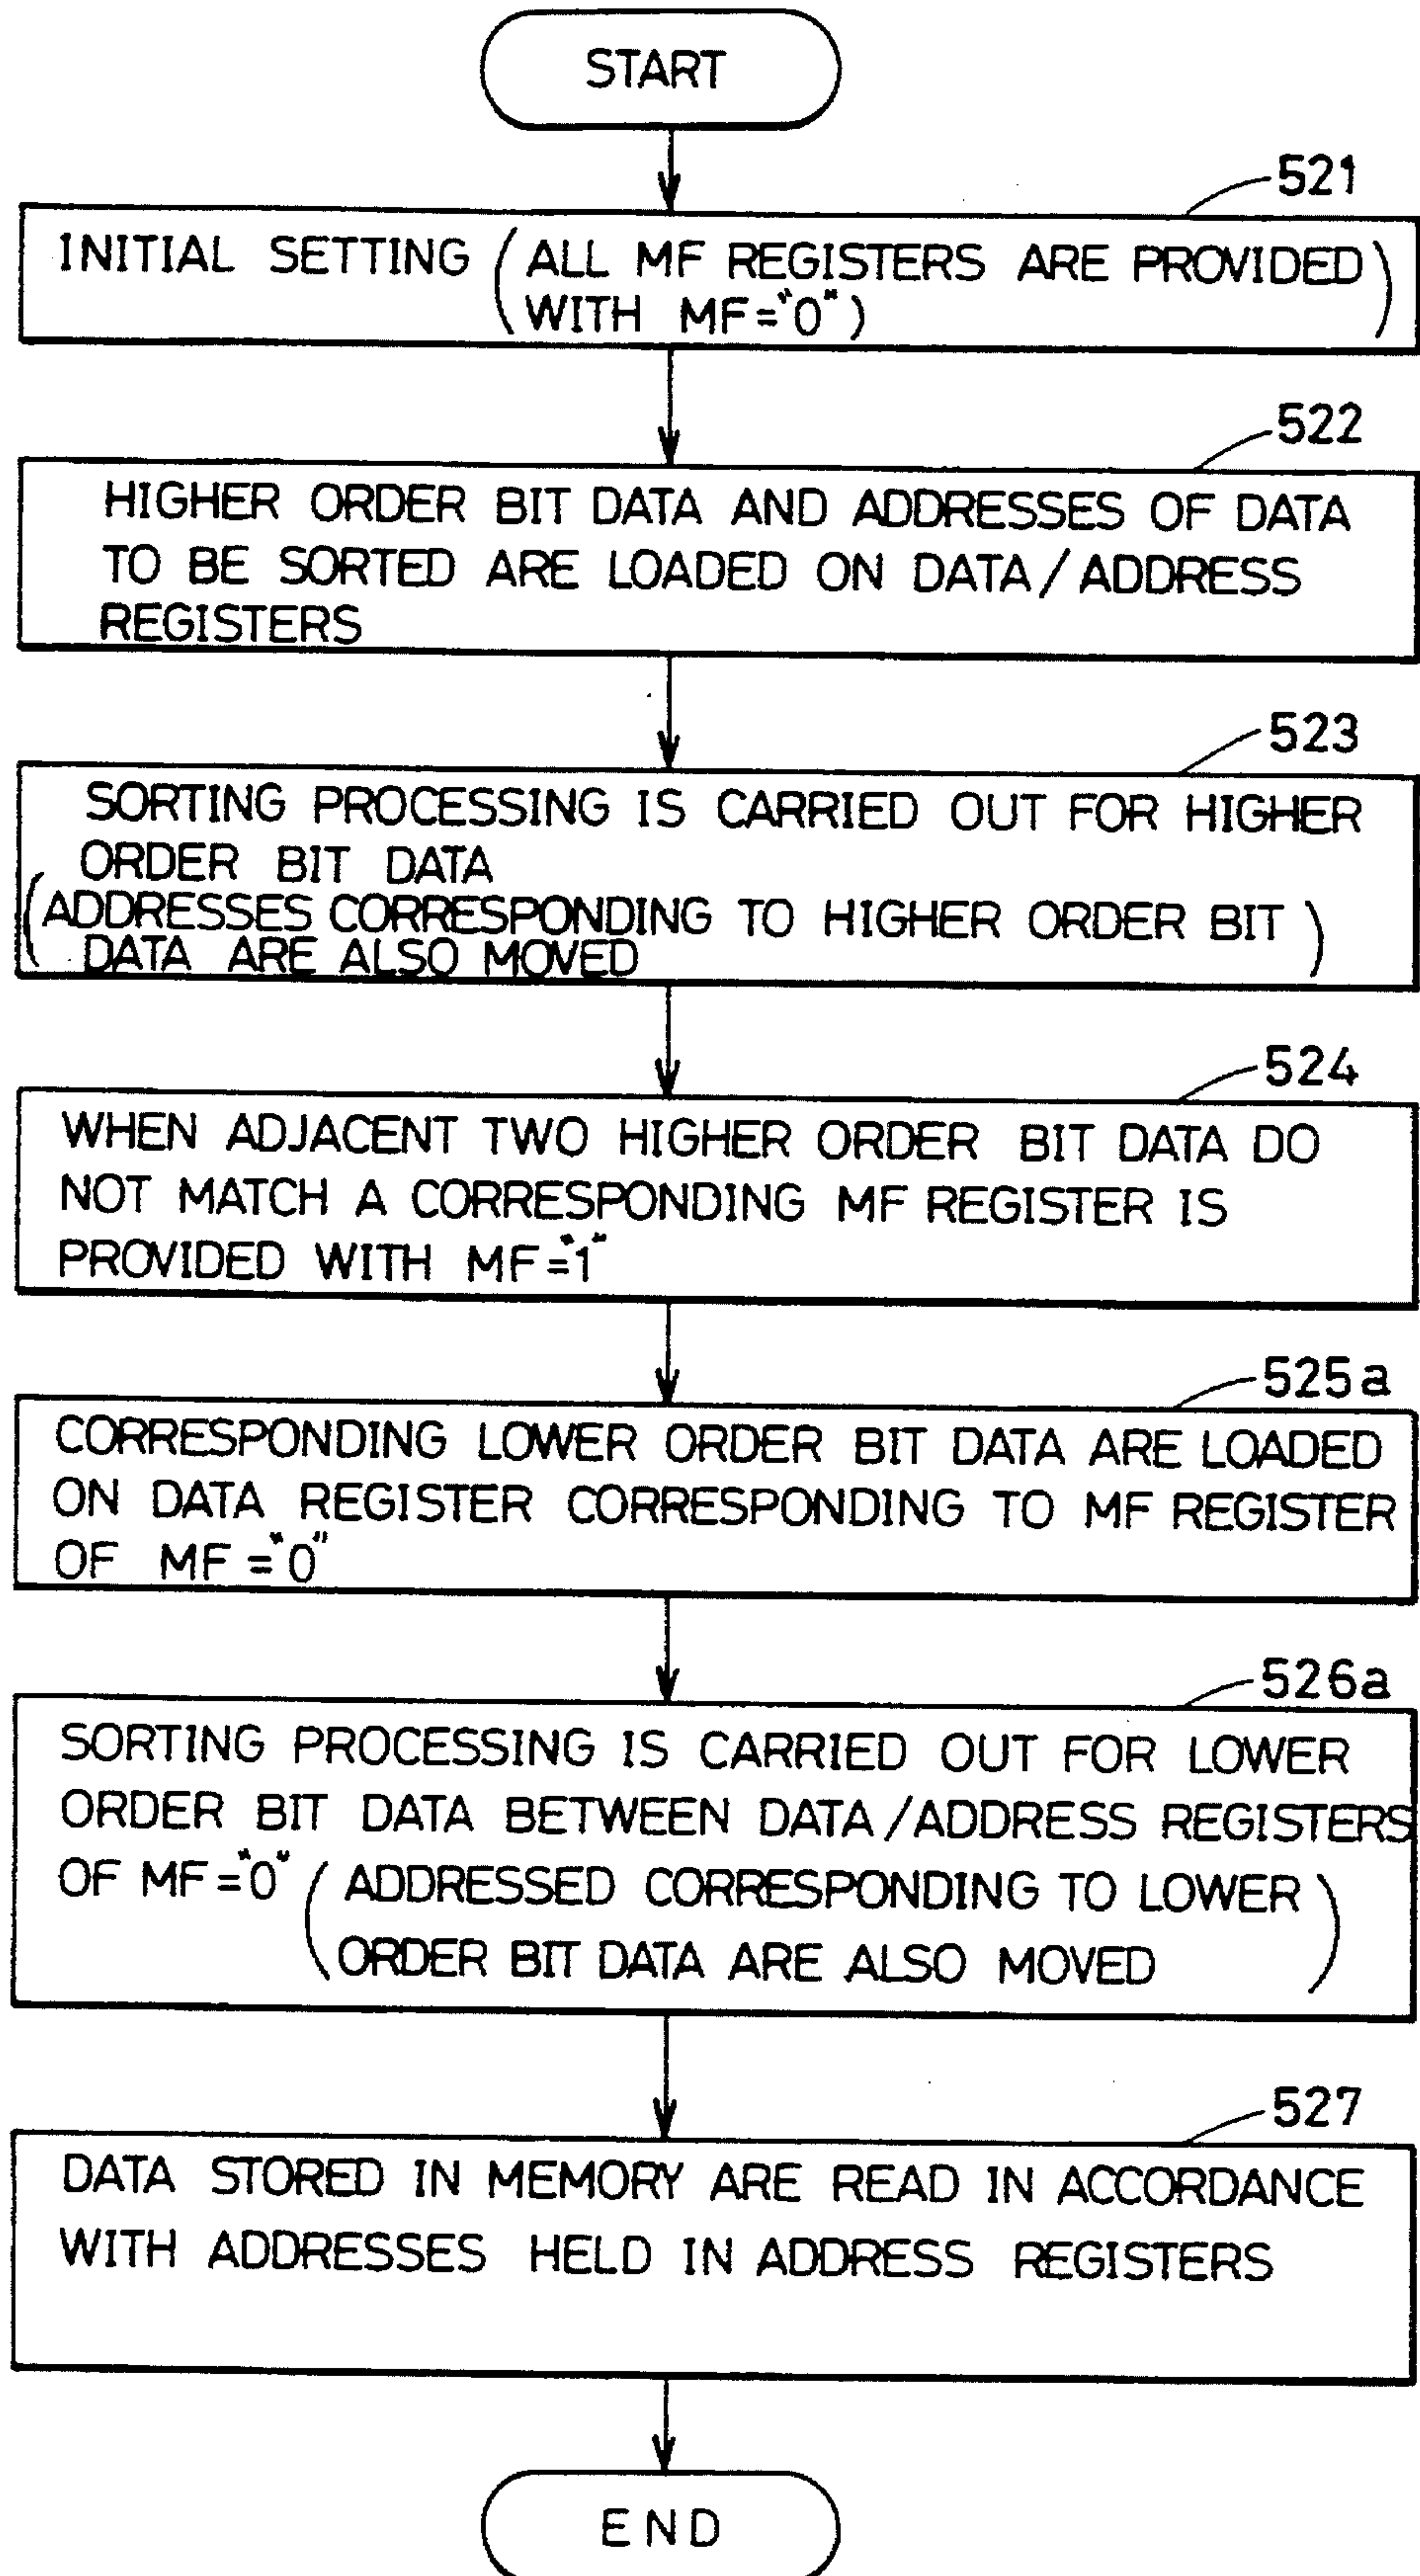 START
521
INITIAL SETTING (ALL MF REGISTERS ARE PROVIDED
WITH MF="0"))
522
HIGHER ORDER BIT DATA AND ADDRESSES OF DATA
TO BE SORTED ARE LOADED ON DATA/ADDRESS
REGISTERS
523
SORTING PROCESSING IS CARRIED OUT FOR HIGHER
ORDER BIT DATA
(ADDRESSES CORRESPONDING TO HIGHER ORDER BIT
DATA ARE ALSO MOVED)
524
WHEN ADJACENT TWO HIGHER ORDER BIT DATA DO
NOT MATCH A CORRESPONDING MF REGISTER IS
PROVIDED WITH MF="1"
525a
CORRESPONDING LOWER ORDER BIT DATA ARE LOADED
ON DATA REGISTER CORRESPONDING TO MF REGISTER
OF MF="0"
526a
SORTING PROCESSING IS CARRIED OUT FOR LOWER
ORDER BIT DATA BETWEEN DATA/ADDRESS REGISTERS
OF MF="0" (ADDRESSED CORRESPONDING TO LOWER
ORDER BIT DATA ARE ALSO MOVED)
527
DATA STORED IN MEMORY ARE READ IN ACCORDANCE
WITH ADDRESSES HELD IN ADDRESS REGISTERS
END